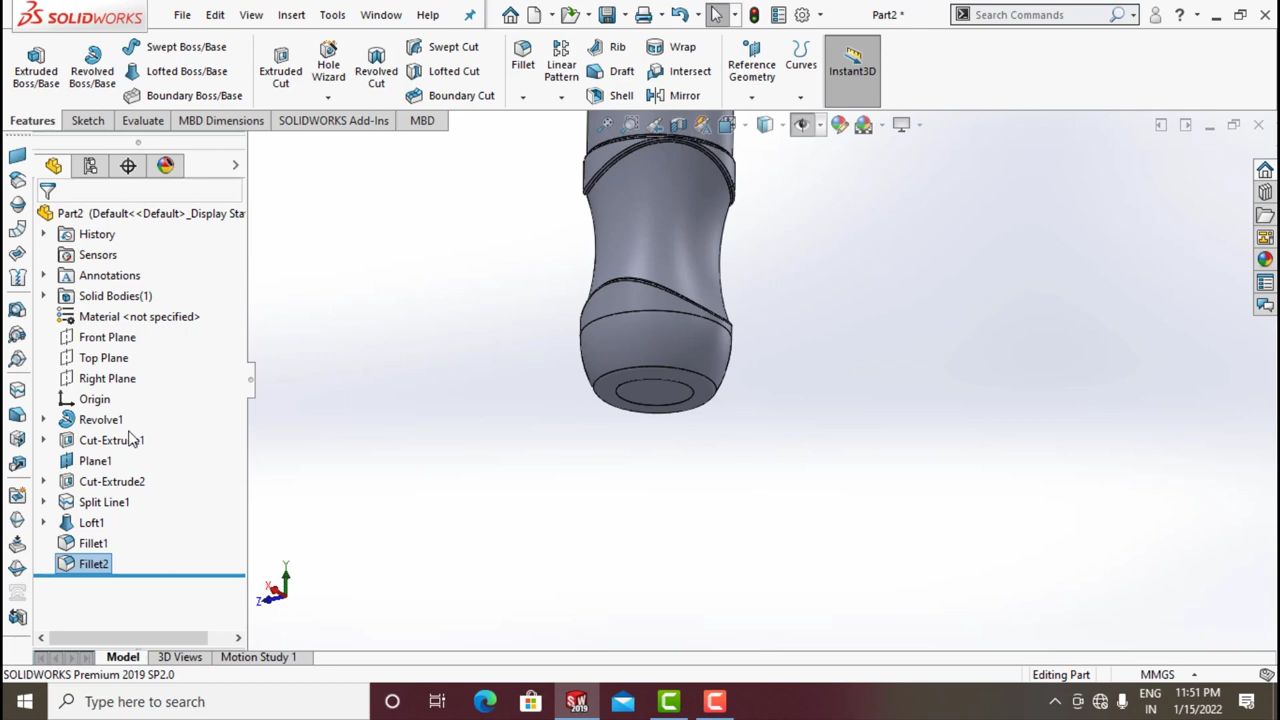 SOLIDWORKS File Edit View Insert Tools Window Help Part2 * Search Commands ?
Extruded Boss/Base
Revolved Boss/Base
Swept Boss/Base
Lofted Boss/Base
Boundary Boss/Base
Extruded Cut
Hole Wizard
Revolved Cut
Swept Cut
Lofted Cut
Boundary Cut
Fillet
Linear Pattern
Rib
Draft
Shell
Wrap
Intersect
Mirror
Reference Geometry
Curves
Instant3D
Features Sketch Evaluate MBD Dimensions SOLIDWORKS Add-Ins MBD
Part2 (Default<<Default>_Display Sta
History
Sensors
Annotations
Solid Bodies(1)
Material <not specified>
Front Plane
Top Plane
Right Plane
Origin
Revolve1
Cut-Extrude1
Plane1
Cut-Extrude2
Split Line1
Loft1
Fillet1
Fillet2
Y
X
Z
Model 3D Views Motion Study 1
SOLIDWORKS Premium 2019 SP2.0 Editing Part MMGS
Type here to search
SW
2019
ENG
IN
11:51 PM
1/15/2022